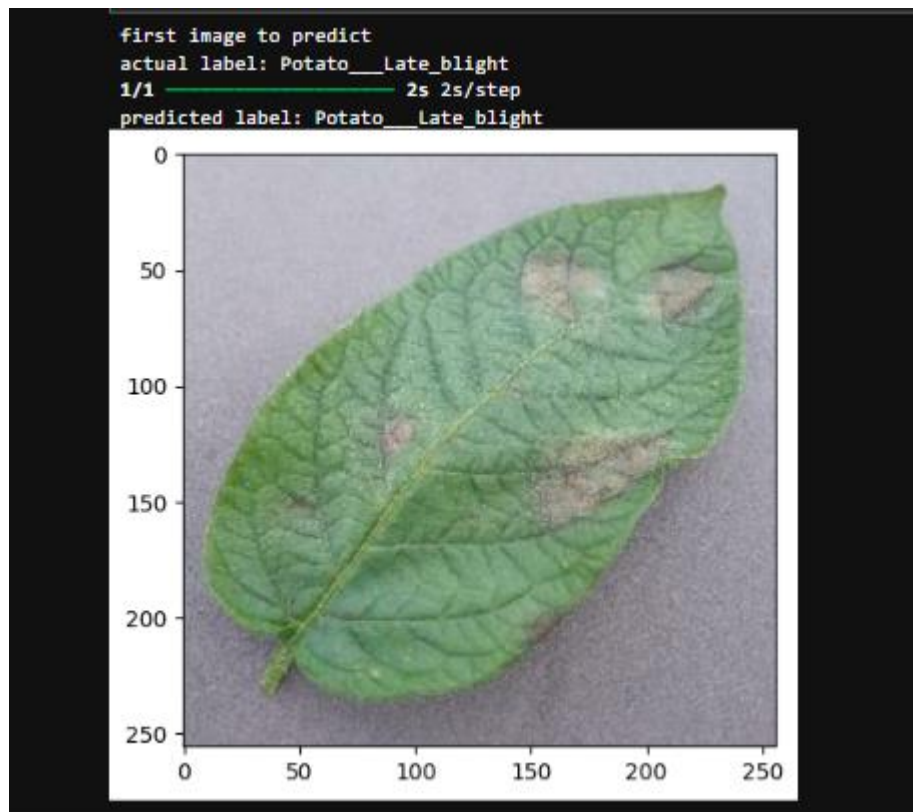 first image to predict
actual label: Potato___Late_blight
1/1 ━━━━━━━━━━━━━━━━━━━━ 2s 2s/step
predicted label: Potato___Late_blight
0
50
100
150
200
250
0 50 100 150 200 250